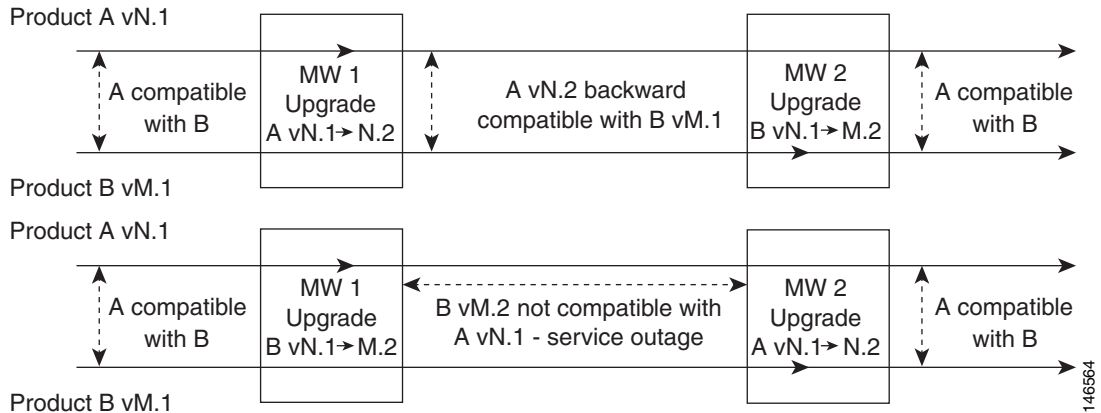 Product A vN.1
A compatible
with B
MW 1
Upgrade
A vN.1➛ N.2
A vN.2 backward
compatible with B vM.1
MW 2
Upgrade
B vN.1➛ M.2
A compatible
with B
Product B vM.1
Product A vN.1
A compatible
with B
MW 1
Upgrade
B vN.1➛ M.2
B vM.2 not compatible with
A vN.1 - service outage
MW 2
Upgrade
A vN.1➛ N.2
A compatible
with B
Product B vM.1
146564